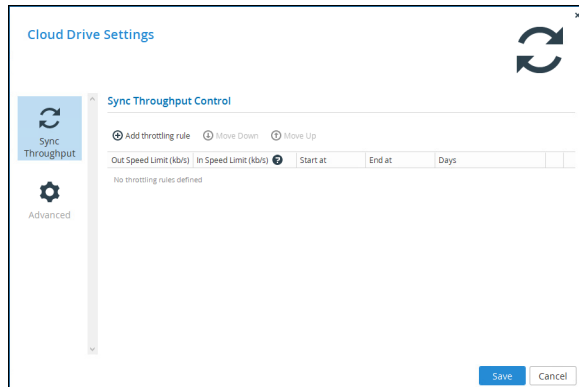 Cloud Drive Settings
Sync
Throughput
Advanced
Sync Throughput Control
Add throttling rule Move Down Move Up
Out Speed Limit (kb/s) In Speed Limit (kb/s) ? Start at End at Days
No throttling rules defined
Save Cancel